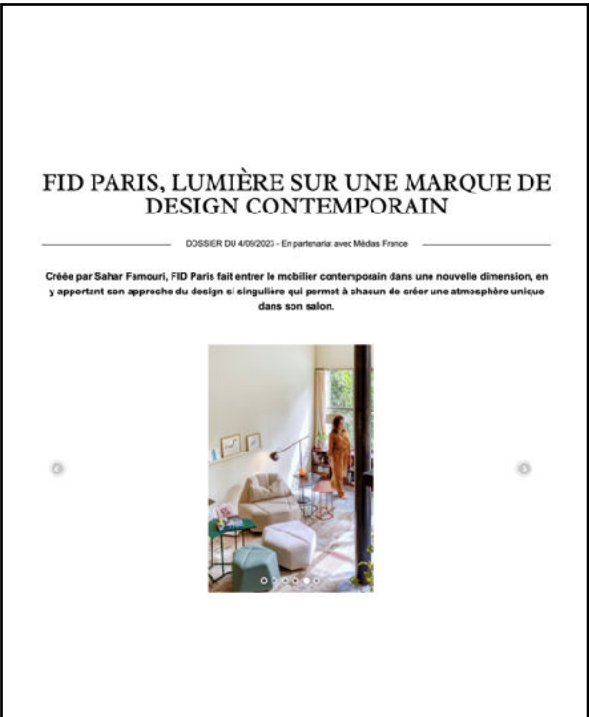 FID PARIS, LUMIÈRE SUR UNE MARQUE DE
DESIGN CONTEMPORAIN
DOSSIER DU 4/09/2023 - En partenariat avec Médias France
Créée par Sahar Famouri, FID Paris fait entrer le mobilier contemporain dans une nouvelle dimension, en
y apportant son approche du design si singulière qui permet à chacun de créer une atmosphère unique
dans son salon.